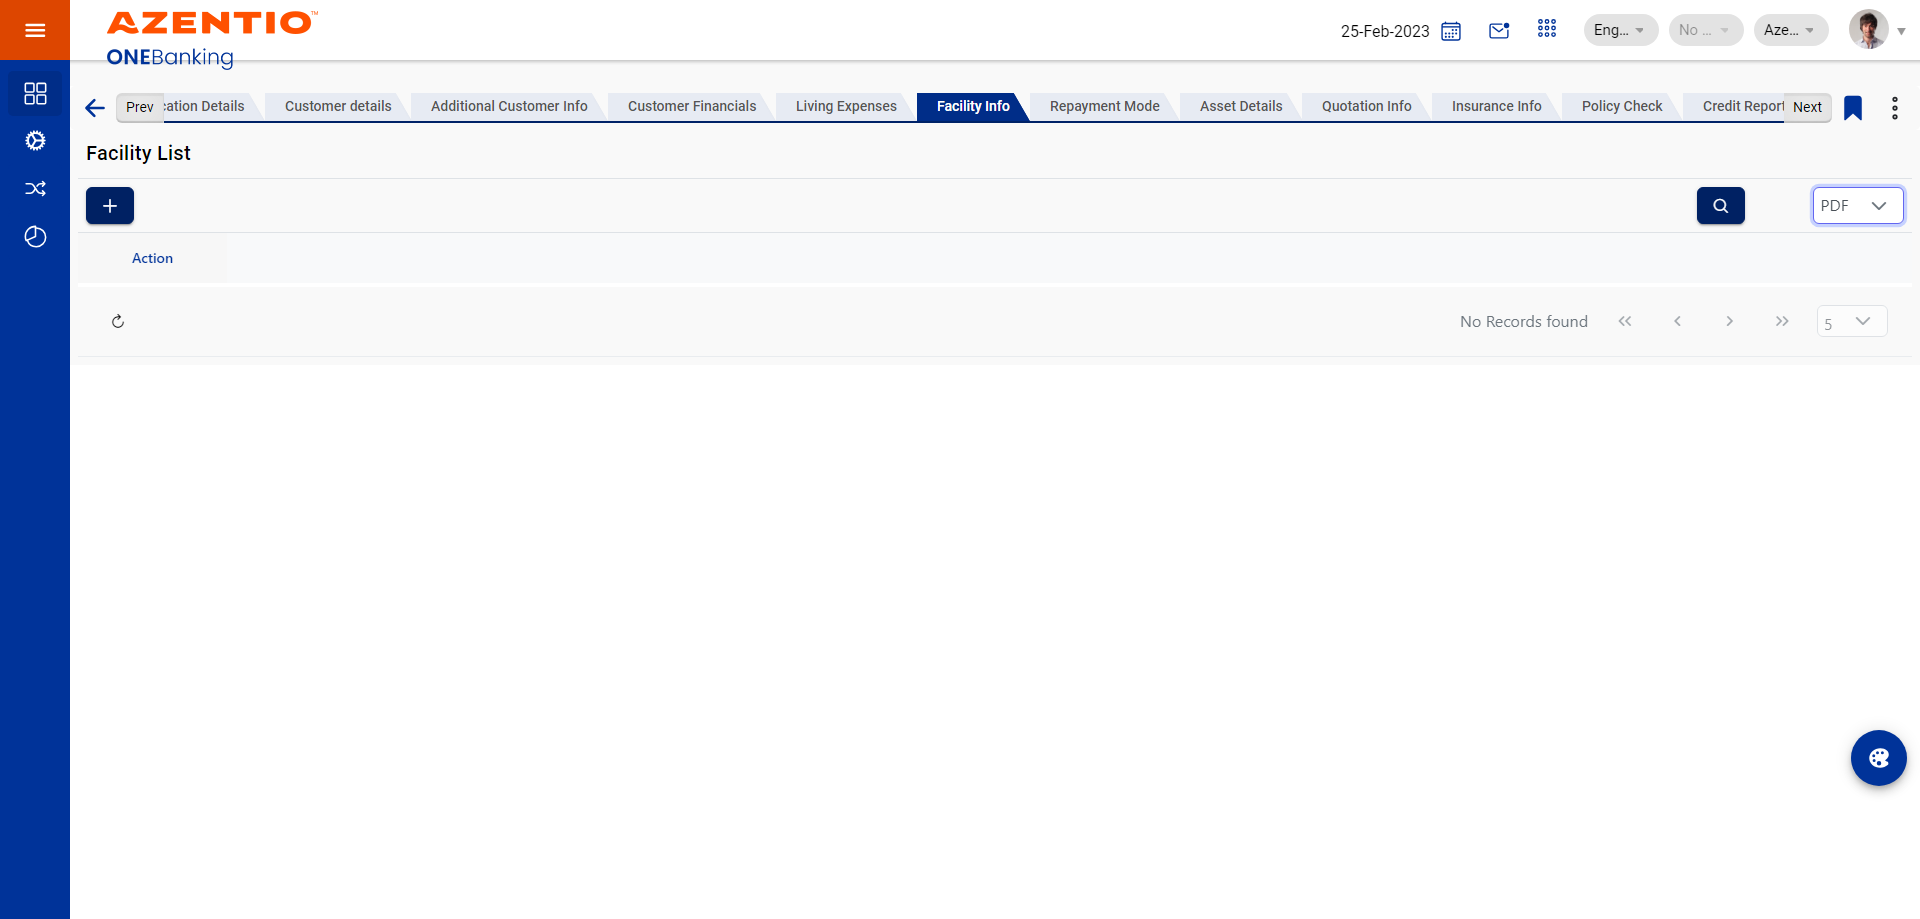 AZENTIO™
ONEBanking
25-Feb-2023
Eng...
No ...
Aze...
Prev
cation Details
Customer details
Additional Customer Info
Customer Financials
Living Expenses
Facility Info
Repayment Mode
Asset Details
Quotation Info
Insurance Info
Policy Check
Credit Report
Next
Facility List
PDF
Action
No Records found
5